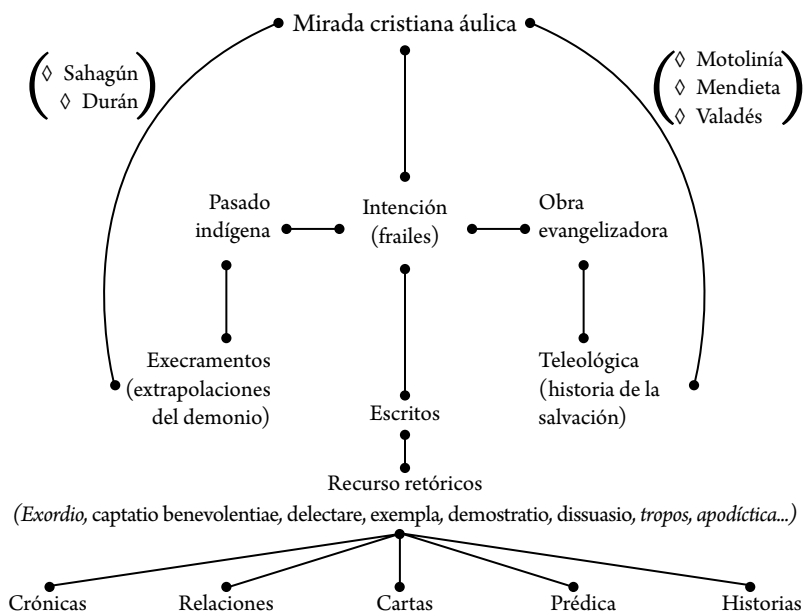 Mirada cristiana áulica
◊ Sahagún
◊ Durán
◊ Motolinía
◊ Mendieta
◊ Valadés
Pasado
indígena
Intención
(frailes)
Obra
evangelizadora
Execramentos
(extrapolaciones
del demonio)
Teleológica
(historia de la
salvación)
Escritos
Recurso retóricos
(Exordio, captatio benevolentiae, delectare, exempla, demostratio, dissuasio, tropos, apodíctica...)
Crónicas
Relaciones
Cartas
Prédica
Historias